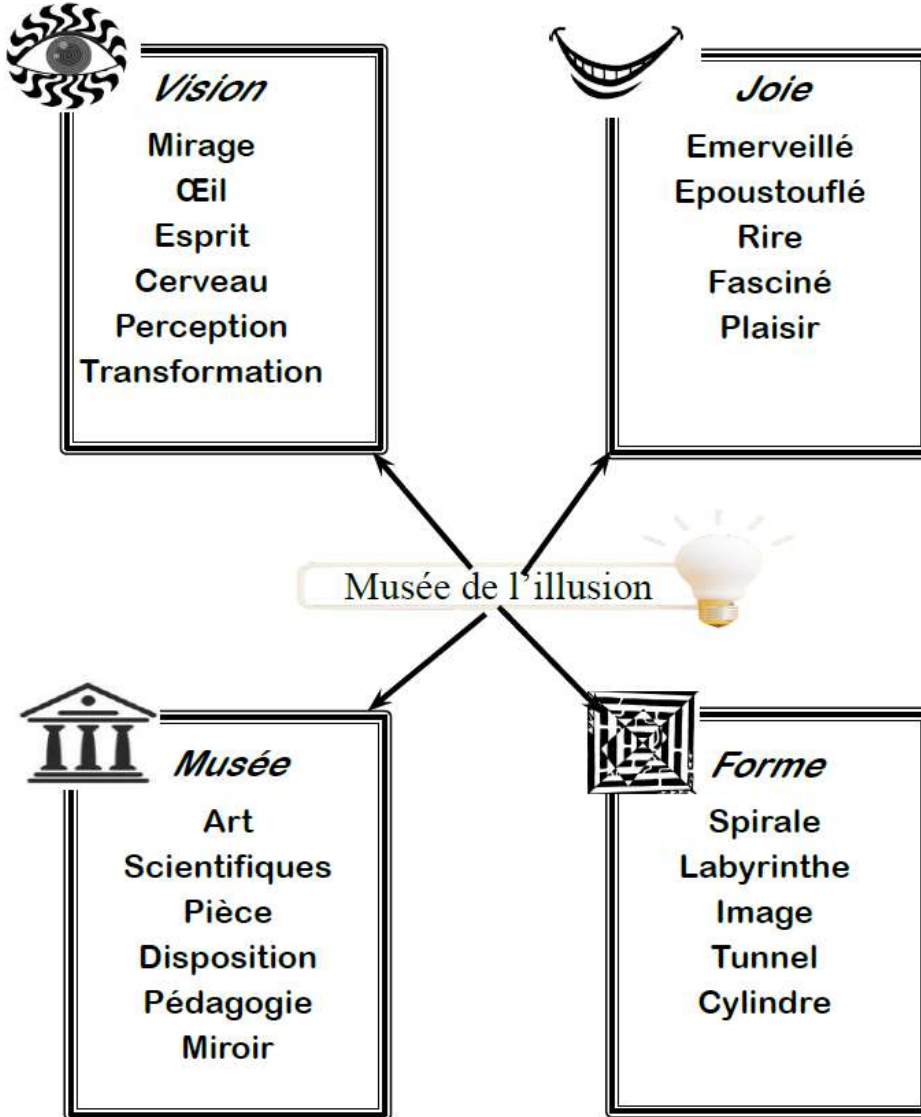 Vision
Mirage
Œil
Esprit
Cerveau
Perception
Transformation
Joie
Emerveillé
Epoustouflé
Rire
Fasciné
Plaisir
Musée de l'illusion
Musée
Art
Scientifiques
Pièce
Disposition
Pédagogie
Miroir
Forme
Spirale
Labyrinthe
Image
Tunnel
Cylindre